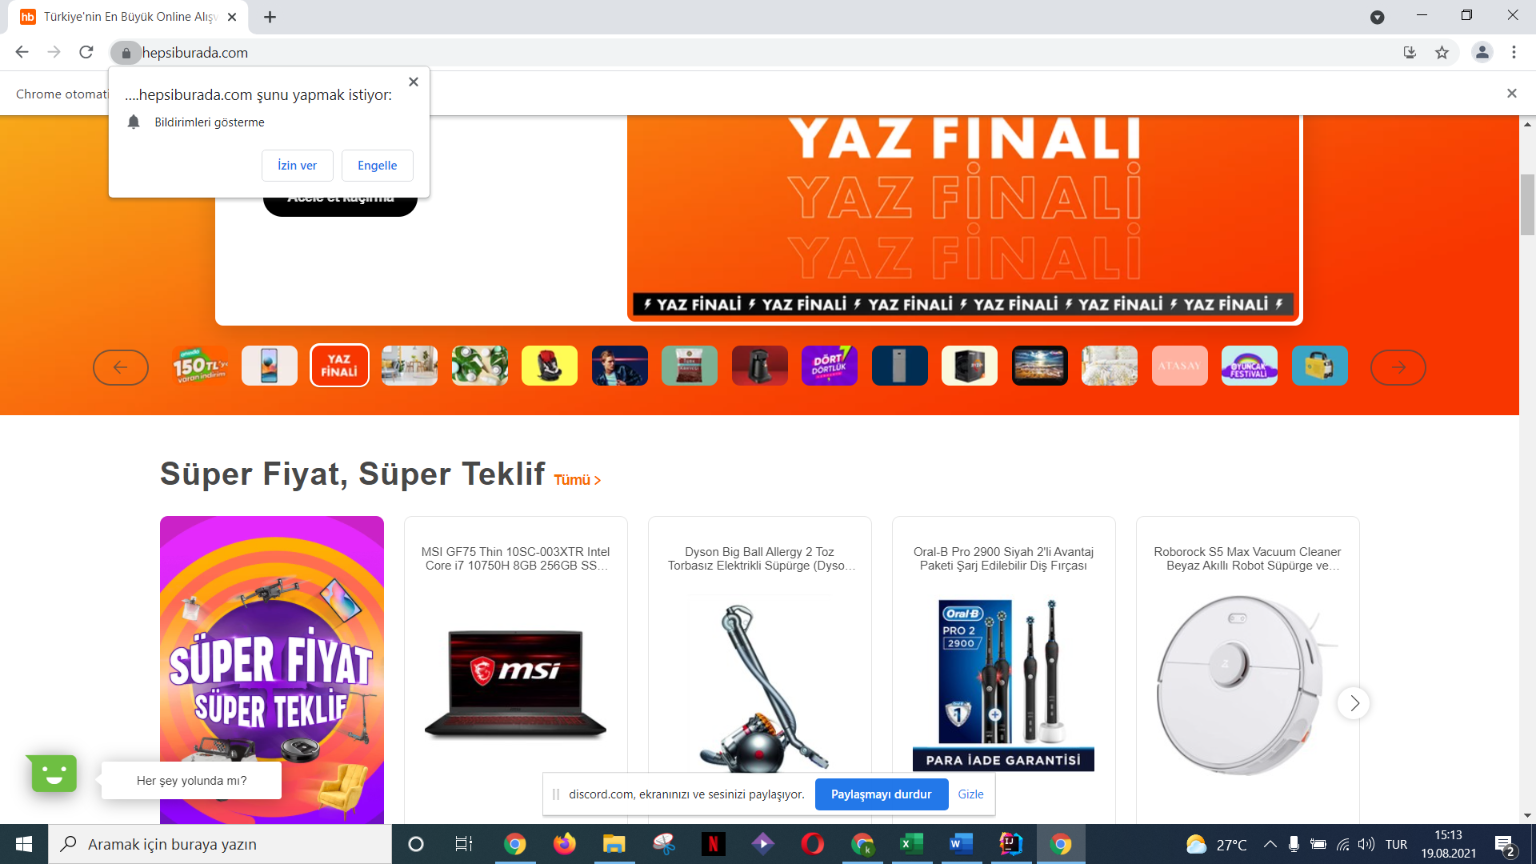 hb Türkiye'nin En Büyük Online Alışv
hepsiburada.com
Chrome otomati
....hepsiburada.com şunu yapmak istiyor:
Bildirimleri gösterme
İzin ver
Engelle
Acele et kaçırma
YAZ FİNALİ
YAZ FİNALİ
YAZ FİNALİ
YAZ FİNALİ YAZ FİNALİ YAZ FİNALİ YAZ FİNALİ YAZ FİNALİ YAZ FİNALİ
150 TL'ye
varan indirim
YAZ
FİNALİ
DÖRT
DÖRTLÜK
ATASAY
OYUNCAK
FESTİVALİ
Süper Fiyat, Süper Teklif Tümü >
SÜPER FİYAT
SÜPER TEKLİF
MSI GF75 Thin 10SC-003XTR Intel
Core i7 10750H 8GB 256GB SS...
msi
Dyson Big Ball Allergy 2 Toz
Torbasız Elektrikli Süpürge (Dyso...
Oral-B Pro 2900 Siyah 2'li Avantaj
Paketi Şarj Edilebilir Diş Fırçası
Oral-B
PRO 2
2900
1
PARA İADE GARANTİSİ
Roborock S5 Max Vacuum Cleaner
Beyaz Akıllı Robot Süpürge ve...
Her şey yolunda mı?
discord.com, ekranınızı ve sesinizi paylaşıyor.
Paylaşmayı durdur
Gizle
Aramak için buraya yazın
27°C
TUR
15:13
19.08.2021
2